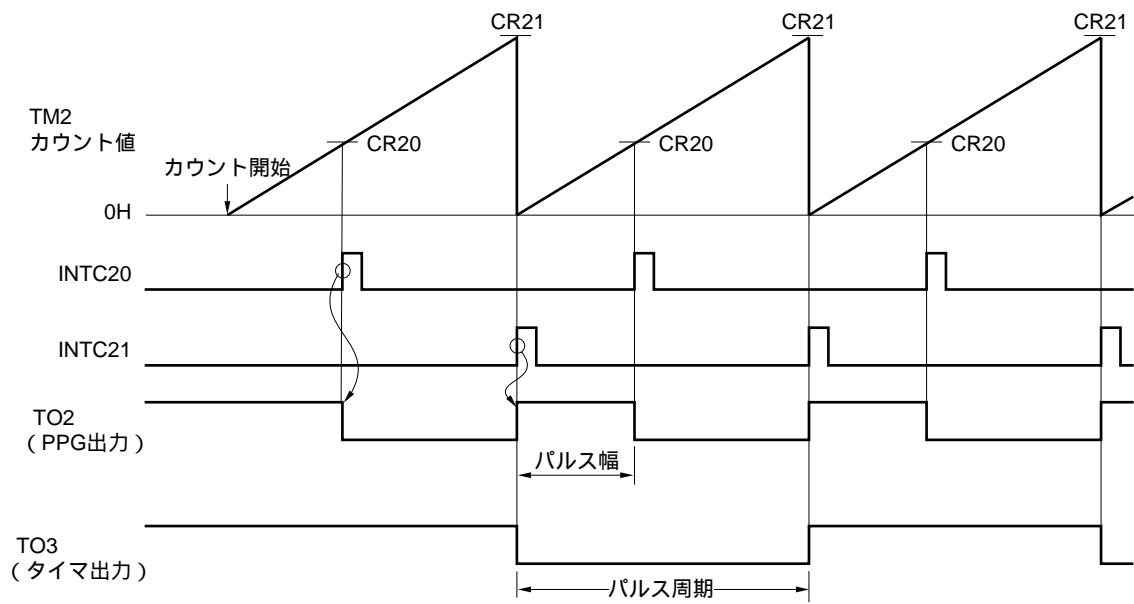 CR21
CR21
CR21
TM2
カウント値
CR20
CR20
CR20
カウント開始
0H
INTC20
INTC21
TO2
（PPG出力）
パルス幅
TO3
（タイマ出力）
パルス周期